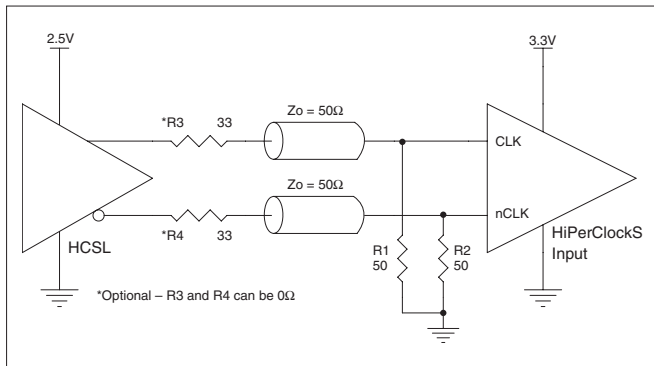 2.5V
3.3V
*R3 33
Zo = 50Ω
CLK
Zo = 50Ω
nCLK
*R4 33
HCSL
R1
50
R2
50
HiPerClockS
Input
*Optional – R3 and R4 can be 0Ω